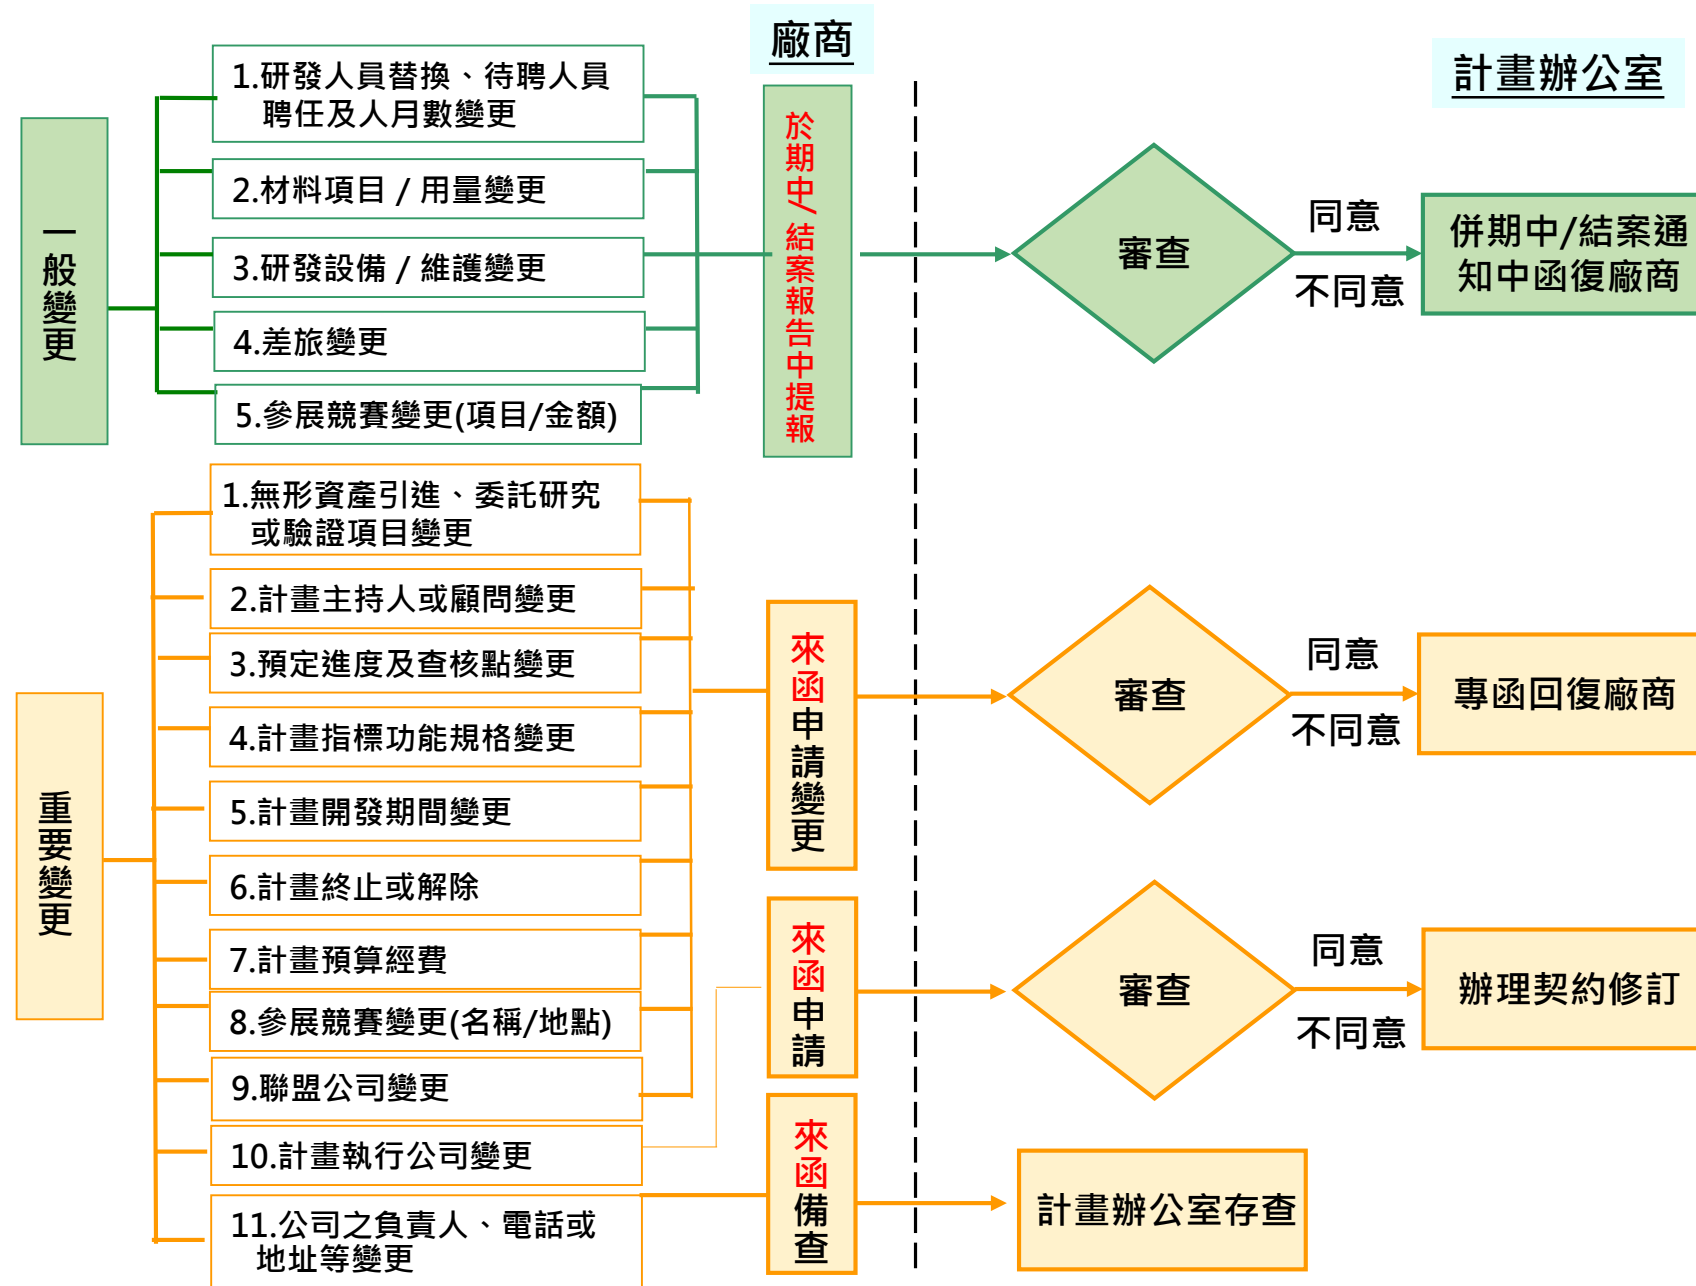 廠商
計畫辦公室
一般變更
1.研發人員替換、待聘人員
聘任及人月數變更
2.材料項目 / 用量變更
3.研發設備 / 維護變更
4.差旅變更
5.參展競賽變更(項目/金額)
於期中/結案報告中提報
審查
同意
不同意
併期中/結案通
知中函復廠商
重要變更
1.無形資產引進、委託研究
或驗證項目變更
2.計畫主持人或顧問變更
3.預定進度及查核點變更
4.計畫指標功能規格變更
5.計畫開發期間變更
6.計畫終止或解除
7.計畫預算經費
8.參展競賽變更(名稱/地點)
9.聯盟公司變更
10.計畫執行公司變更
11.公司之負責人、電話或
地址等變更
來函申請變更
審查
同意
不同意
專函回復廠商
來函申請
審查
同意
不同意
辦理契約修訂
來函備查
計畫辦公室存查